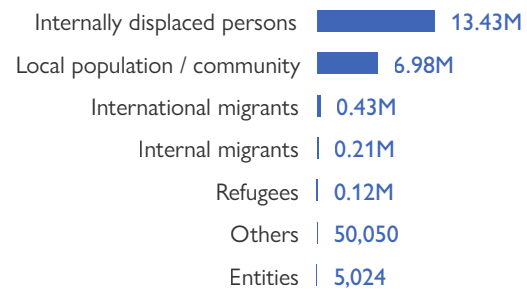 Internally displaced persons 13.43M
Local population / community 6.98M
International migrants 0.43M
Internal migrants 0.21M
Refugees 0.12M
Others 50,050
Entities 5,024